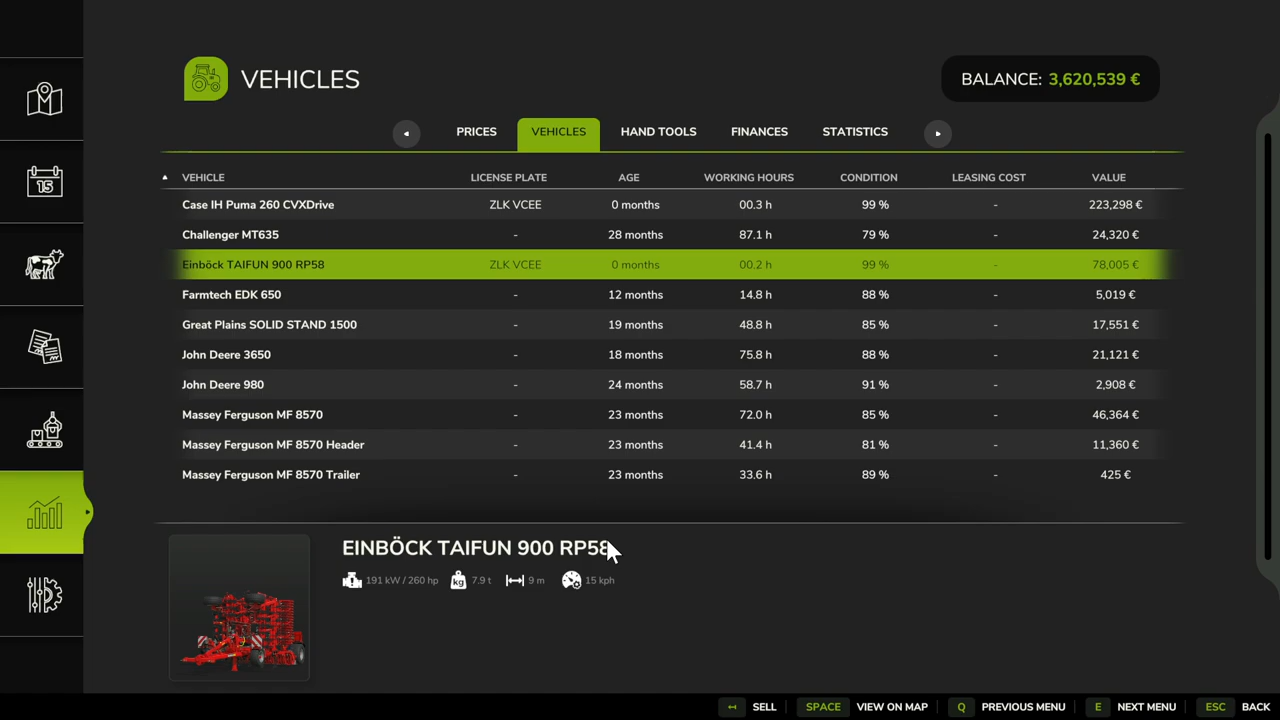 VEHICLES
BALANCE: 3,620,539 €
PRICES VEHICLES HAND TOOLS FINANCES STATISTICS
VEHICLE LICENSE PLATE AGE WORKING HOURS CONDITION LEASING COST VALUE
Case IH Puma 260 CVXDrive ZLK VCEE 0 months 00.3 h 99 % - 223,298 €
Challenger MT635 - 28 months 87.1 h 79 % - 24,320 €
Einböck TAIFUN 900 RP58 ZLK VCEE 0 months 00.2 h 99 % - 78,005 €
Farmtech EDK 650 - 12 months 14.8 h 88 % - 5,019 €
Great Plains SOLID STAND 1500 - 19 months 48.8 h 85 % - 17,551 €
John Deere 3650 - 18 months 75.8 h 88 % - 21,121 €
John Deere 980 - 24 months 58.7 h 91 % - 2,908 €
Massey Ferguson MF 8570 - 23 months 72.0 h 85 % - 46,364 €
Massey Ferguson MF 8570 Header - 23 months 41.4 h 81 % - 11,360 €
Massey Ferguson MF 8570 Trailer - 23 months 33.6 h 89 % - 425 €
EINBÖCK TAIFUN 900 RP58
191 kW / 260 hp kg 7.9 t 9 m 15 kph
15
SELL SPACE VIEW ON MAP Q PREVIOUS MENU E NEXT MENU ESC BACK